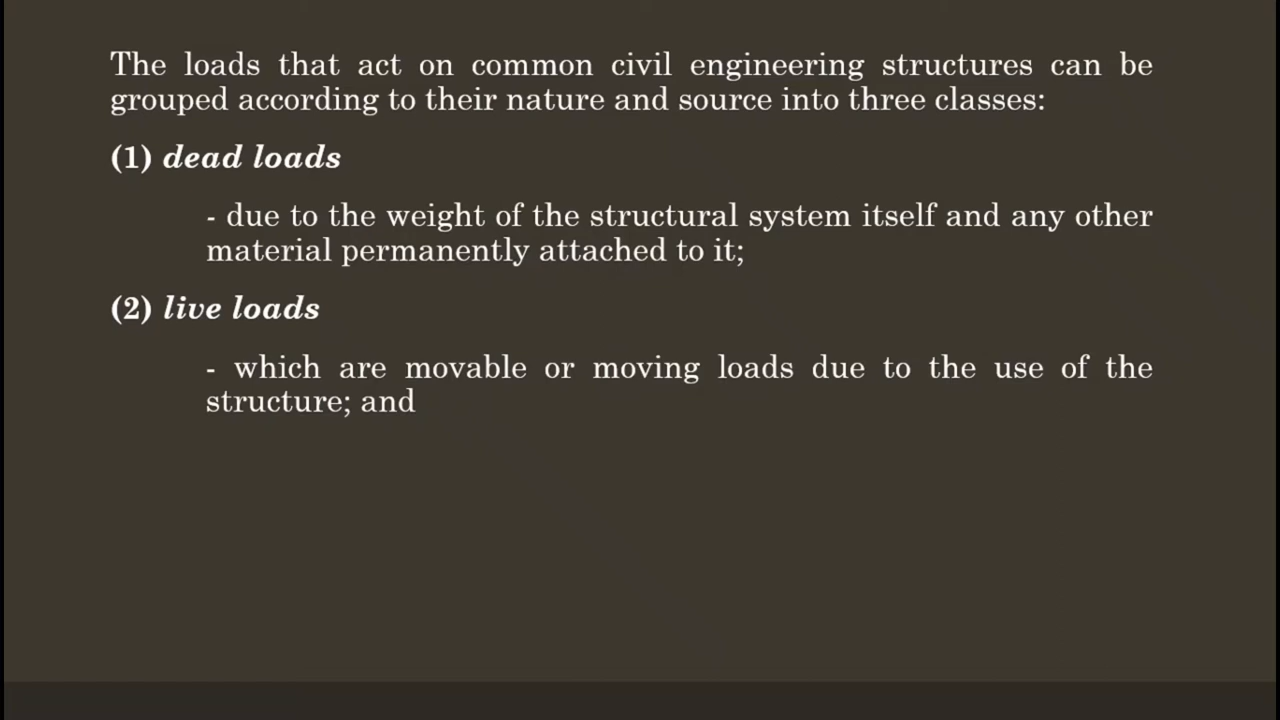 The loads that act on common civil engineering structures can be
grouped according to their nature and source into three classes:
(1) dead loads
- due to the weight of the structural system itself and any other
material permanently attached to it;
(2) live loads
- which are movable or moving loads due to the use of the
structure; and